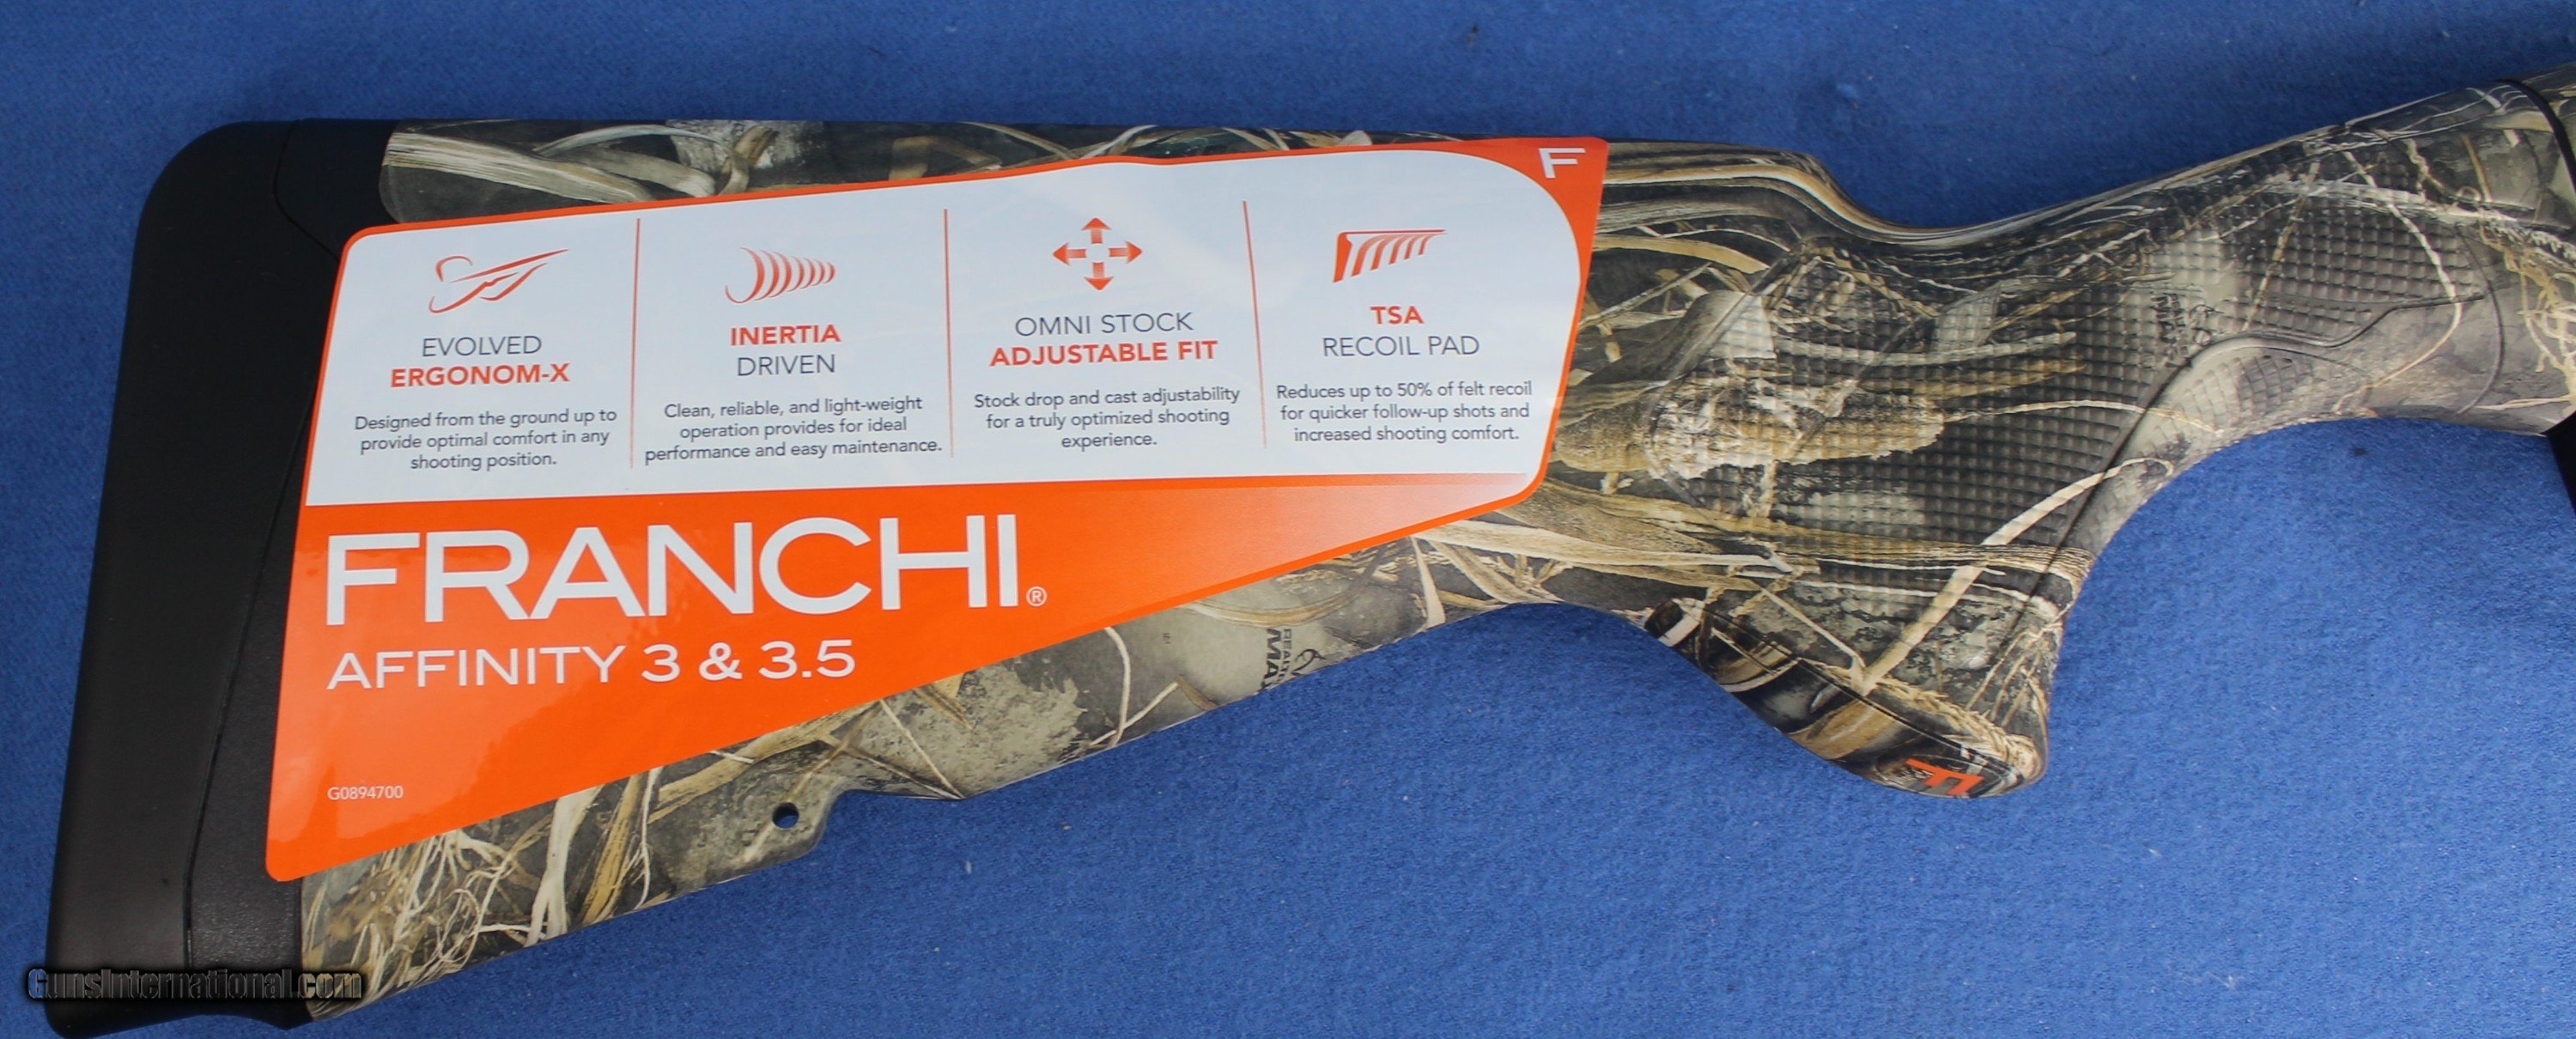 F
EVOLVED
ERGONOM-X
Designed from the ground up to
provide optimal comfort in any
shooting position.
INERTIA
DRIVEN
Clean, reliable, and light-weight
operation provides for ideal
performance and easy maintenance.
OMNI STOCK
ADJUSTABLE FIT
Stock drop and cast adjustability
for a truly optimized shooting
experience.
TSA
RECOIL PAD
Reduces up to 50% of felt recoil
for quicker follow-up shots and
increased shooting comfort.
FRANCHI®
AFFINITY 3 & 3.5
G0894700
F
GunsInternational.com